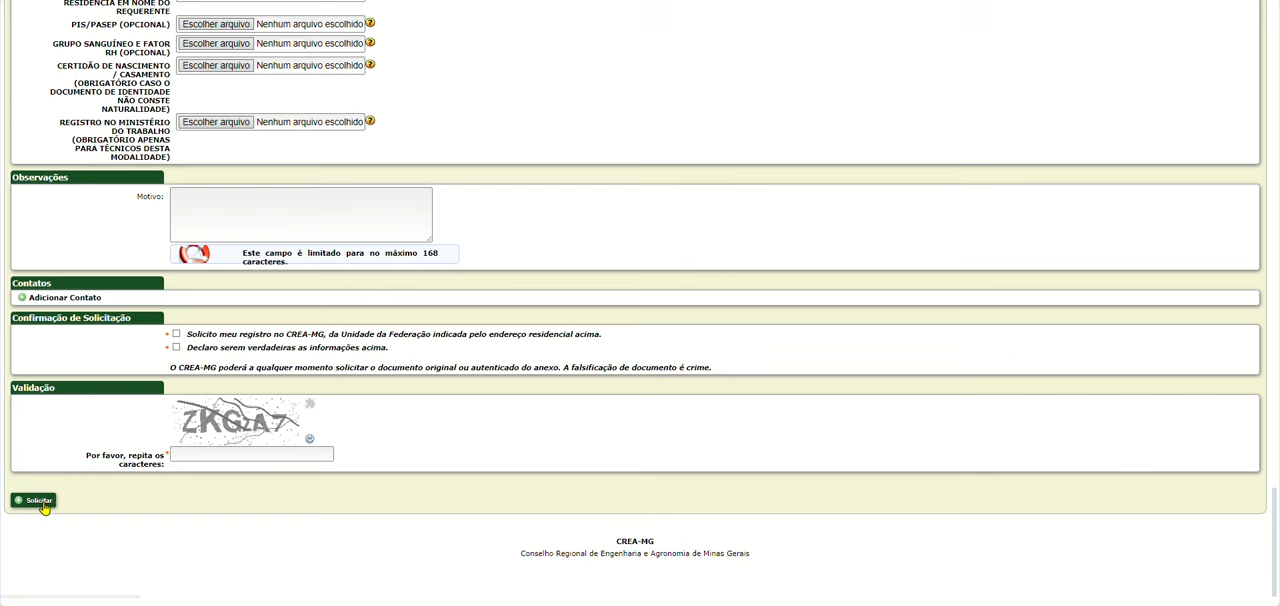 RESIDÊNCIA EM NOME DO
REQUERENTE
PIS/PASEP (OPCIONAL) Escolher arquivo Nenhum arquivo escolhido
GRUPO SANGUÍNEO E FATOR Escolher arquivo Nenhum arquivo escolhido
RH (OPCIONAL)
CERTIDÃO DE NASCIMENTO Escolher arquivo Nenhum arquivo escolhido
/ CASAMENTO
(OBRIGATÓRIO CASO O
DOCUMENTO DE IDENTIDADE
NÃO CONSTE
NATURALIDADE)
REGISTRO NO MINISTÉRIO Escolher arquivo Nenhum arquivo escolhido
DO TRABALHO
(OBRIGATÓRIO APENAS
PARA TÉCNICOS DESTA
MODALIDADE)
Observações
Motivo:
Este campo é limitado para no máximo 168
caracteres.
Contatos
Adicionar Contato
Confirmação de Solicitação
* Solicito meu registro no CREA-MG, da Unidade da Federação indicada pelo endereço residencial acima.
* Declaro serem verdadeiras as informações acima.
O CREA-MG poderá a qualquer momento solicitar o documento original ou autenticado do anexo. A falsificação de documento é crime.
Validação
ZKG2A7
Por favor, repita os *
caracteres:
Solicitar
CREA-MG
Conselho Regional de Engenharia e Agronomia de Minas Gerais